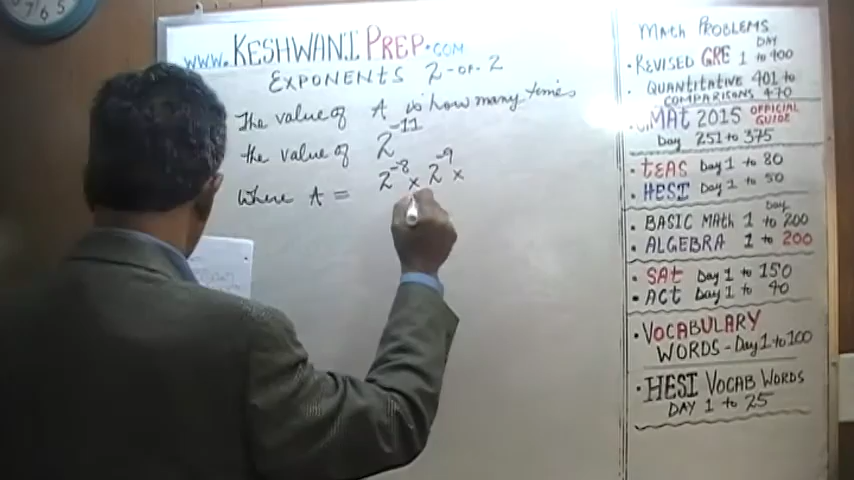 www.KESHWANI PREP.COM
EXPONENTS 2-OF-2
The value of A is how many times
the value of 2^-11
Where A = 2^-8 x 2^-9 x
MATH PROBLEMS
• REVISED GRE DAY 1 to 400
• QUANTITATIVE 401 to
COMPARISONS 470
• GMAT 2015 OFFICIAL GUIDE
Day 251 to 375
• TEAS Day 1 to 80
• HESI Day 1 to 50
• BASIC MATH Day 1 to 200
• ALGEBRA 1 to 200
• SAt Day 1 to 150
• ACt Day 1 to 40
• VOCABULARY
WORDS - Day 1 to 100
• HESI VOCAB WORDS
DAY 1 to 25
7 6 5